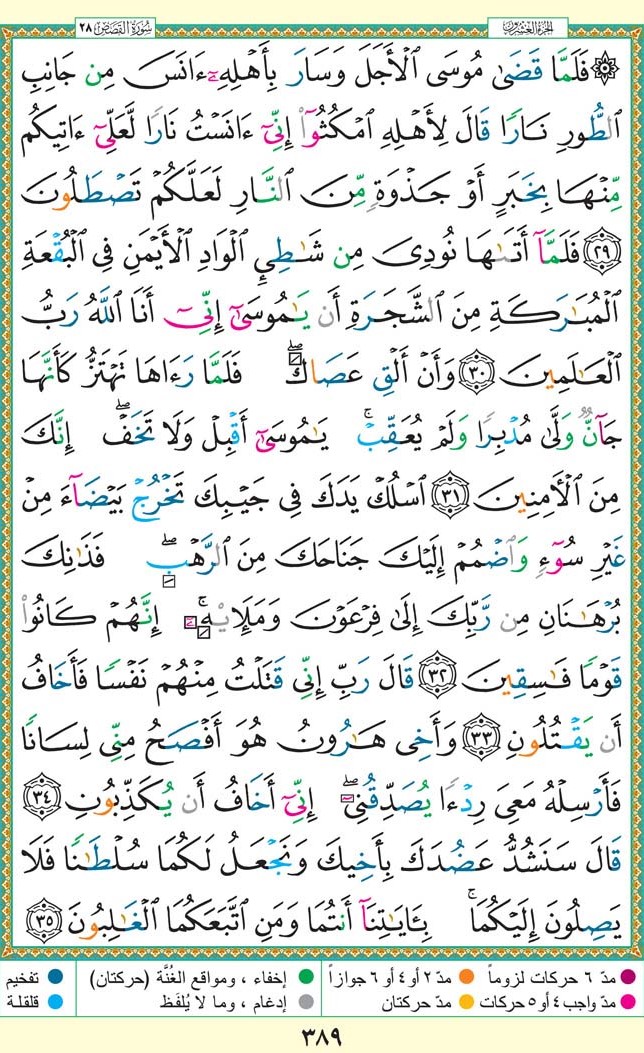 سُورَةُ القَصَصِ ٢٨
الجزء العشرون
۞ فَلَمَّا قَضَىٰ مُوسَى ٱلْأَجَلَ وَسَارَ بِأَهْلِهِۦٓ ءَانَسَ مِن جَانِبِ
ٱلطُّورِ نَارًا قَالَ لِأَهْلِهِ ٱمْكُثُوٓا۟ إِنِّىٓ ءَانَسْتُ نَارًا لَّعَلِّىٓ ءَاتِيكُم
مِّنْهَا بِخَبَرٍ أَوْ جَذْوَةٍ مِّنَ ٱلنَّارِ لَعَلَّكُمْ تَصْطَلُونَ
﴿٢٩﴾ فَلَمَّآ أَتَىٰهَا نُودِىَ مِن شَٰطِئِ ٱلْوَادِ ٱلْأَيْمَنِ فِى ٱلْبُقْعَةِ
ٱلْمُبَٰرَكَةِ مِنَ ٱلشَّجَرَةِ أَن يَٰمُوسَىٰٓ إِنِّىٓ أَنَا ٱللَّهُ رَبُّ
ٱلْعَٰلَمِينَ ﴿٣٠﴾ وَأَنْ أَلْقِ عَصَاكَ ۖ فَلَمَّا رَءَاهَا تَهْتَزُّ كَأَنَّهَا
جَآنٌّ وَلَّىٰ مُدْبِرًا وَلَمْ يُعَقِّبْ ۚ يَٰمُوسَىٰٓ أَقْبِلْ وَلَا تَخَفْ ۖ إِنَّكَ
مِنَ ٱلْءَامِنِينَ ﴿٣١﴾ ٱسْلُكْ يَدَكَ فِى جَيْبِكَ تَخْرُجْ بَيْضَآءَ مِنْ
غَيْرِ سُوٓءٍ وَٱضْمُمْ إِلَيْكَ جَنَاحَكَ مِنَ ٱلرَّهْبِ ۖ فَذَٰنِكَ
بُرْهَٰنَانِ مِن رَّبِّكَ إِلَىٰ فِرْعَوْنَ وَمَلَإِي۟هِۦٓ ۚ إِنَّهُمْ كَانُوا۟
قَوْمًا فَٰسِقِينَ ﴿٣٢﴾ قَالَ رَبِّ إِنِّى قَتَلْتُ مِنْهُمْ نَفْسًا فَأَخَافُ
أَن يَقْتُلُونِ ﴿٣٣﴾ وَأَخِى هَٰرُونُ هُوَ أَفْصَحُ مِنِّى لِسَانًا
فَأَرْسِلْهُ مَعِىَ رِدْءًا يُصَدِّقُنِىٓ ۖ إِنِّىٓ أَخَافُ أَن يُكَذِّبُونِ ﴿٣٤﴾
قَالَ سَنَشُدُّ عَضُدَكَ بِأَخِيكَ وَنَجْعَلُ لَكُمَا سُلْطَٰنًا فَلَا
يَصِلُونَ إِلَيْكُمَا ۚ بِـَٔايَٰتِنَآ أَنتُمَا وَمَنِ ٱتَّبَعَكُمَا ٱلْغَٰلِبُونَ ﴿٣٥﴾
مدّ ٦ حركات لزوماً مدّ ٢ أو ٤ أو ٦ جوازاً إخفاء ، ومواقع الغُنَّة (حركتان) تفخيم
مدّ واجب ٤ أو ٥ حركات مدّ حركتان إدغام ، وما لا يُلفَظ قلقلة
٣٨٩